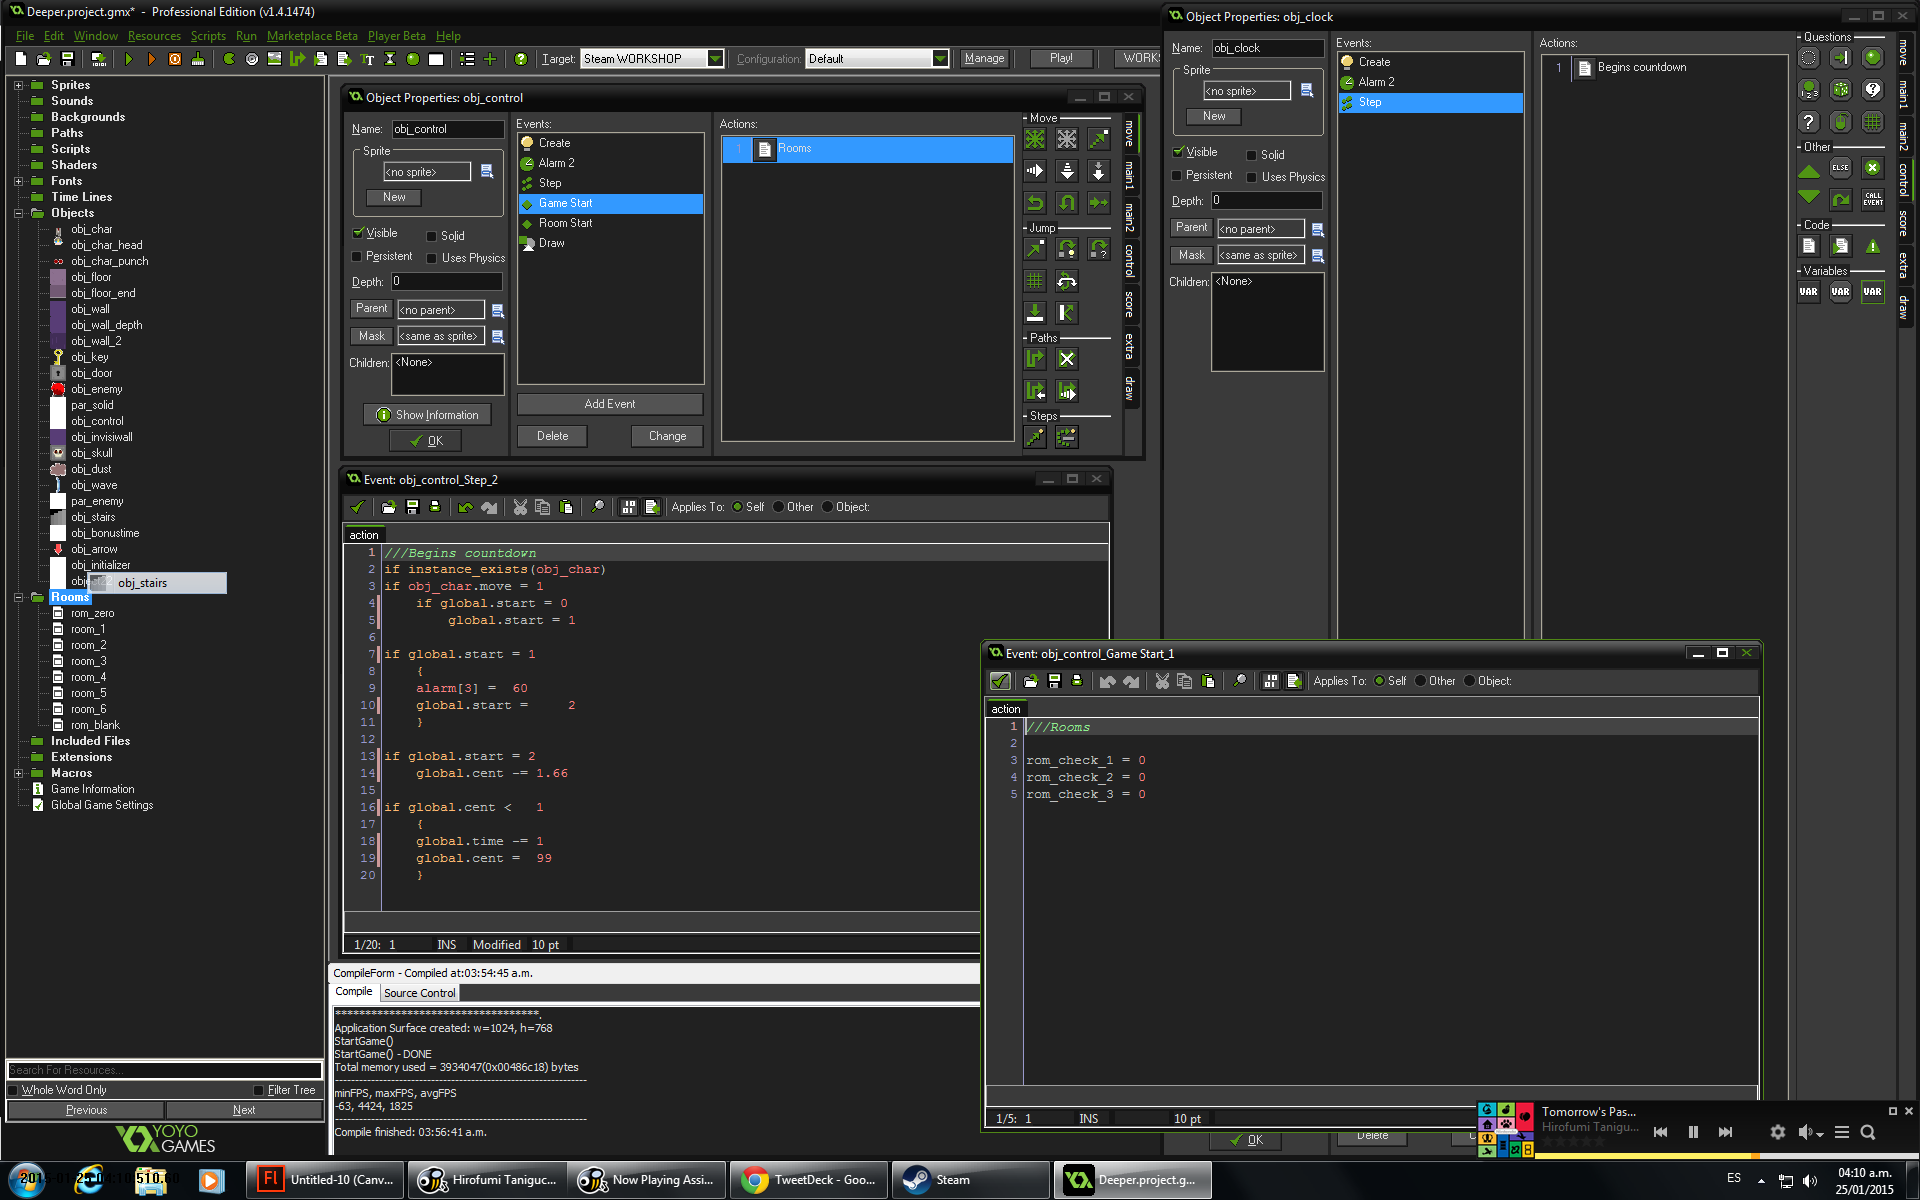 Deeper.project.gmx* - Professional Edition (v1.4.1474)
File Edit Window Resources Scripts Run Marketplace Beta Player Beta Help
Target: Steam WORKSHOP Configuration: Default Manage Play!
Sprites
Sounds
Backgrounds
Paths
Scripts
Shaders
Fonts
Time Lines
Objects
obj_char
obj_char_head
obj_char_punch
obj_floor
obj_floor_end
obj_wall
obj_wall_depth
obj_wall_2
obj_key
obj_door
obj_enemy
par_solid
obj_control
obj_invisiwall
obj_skull
obj_dust
obj_wave
par_enemy
obj_stairs
obj_bonustime
obj_arrow
obj_initializer
obj_stairs
Rooms
rom_zero
room_1
room_2
room_3
room_4
room_5
room_6
rom_blank
Included Files
Extensions
Macros
Game Information
Global Game Settings
Search For Resources...
Whole Word Only Filter Tree
Previous Next
YOYO
GAMES
Object Properties: obj_control
Name: obj_control
Sprite
<no sprite>
New
Visible Solid
Persistent Uses Physics
Depth: 0
Parent <no parent>
Mask <same as sprite>
Children: <None>
Show Information
OK
Events:
Create
Alarm 2
Step
Game Start
Room Start
Draw
Add Event
Delete Change
Actions:
1 Rooms
Move
Jump
Paths
Steps
move
main1
main2
control
score
extra
draw
Event: obj_control_Step_2
Applies To: Self Other Object:
action
1 ///Begins countdown
2 if instance_exists(obj_char)
3 if obj_char.move = 1
4 if global.start = 0
5 global.start = 1
6
7 if global.start = 1
8 {
9 alarm[3] = 60
10 global.start = 2
11 }
12
13 if global.start = 2
14 global.cent -= 1.66
15
16 if global.cent < 1
17 {
18 global.time -= 1
19 global.cent = 99
20 }
1/20: 1 INS Modified 10 pt
CompileForm - Compiled at:03:54:45 a.m.
Compile Source Control
Application Surface created: w=1024, h=768
StartGame()
StartGame() - DONE
Total memory used = 3934047(0x00486c18) bytes
minFPS, maxFPS, avgFPS
-63, 4424, 1825
Compile finished: 03:56:41 a.m.
Object Properties: obj_clock
Name: obj_clock
Sprite
<no sprite>
New
Visible Solid
Persistent Uses Physics
Depth: 0
Parent <no parent>
Mask <same as sprite>
Children: <None>
OK
Events:
Create
Alarm 2
Step
Delete
Actions:
1 Begins countdown
Questions
Other
ELSE
CALL EVENT
Code
Variables
VAR VAR VAR
move
main1
main2
control
score
extra
draw
Event: obj_control_Game Start_1
Applies To: Self Other Object:
action
1 ///Rooms
2
3 rom_check_1 = 0
4 rom_check_2 = 0
5 rom_check_3 = 0
1/5: 1 INS 10 pt
Tomorrow's Pas...
Hirofumi Tanigu...
Untitled-10 (Canv...
Hirofumi Taniguc...
Now Playing Assi...
TweetDeck - Goo...
Steam
Deeper.project.g...
ES
04:10 a.m.
25/01/2015